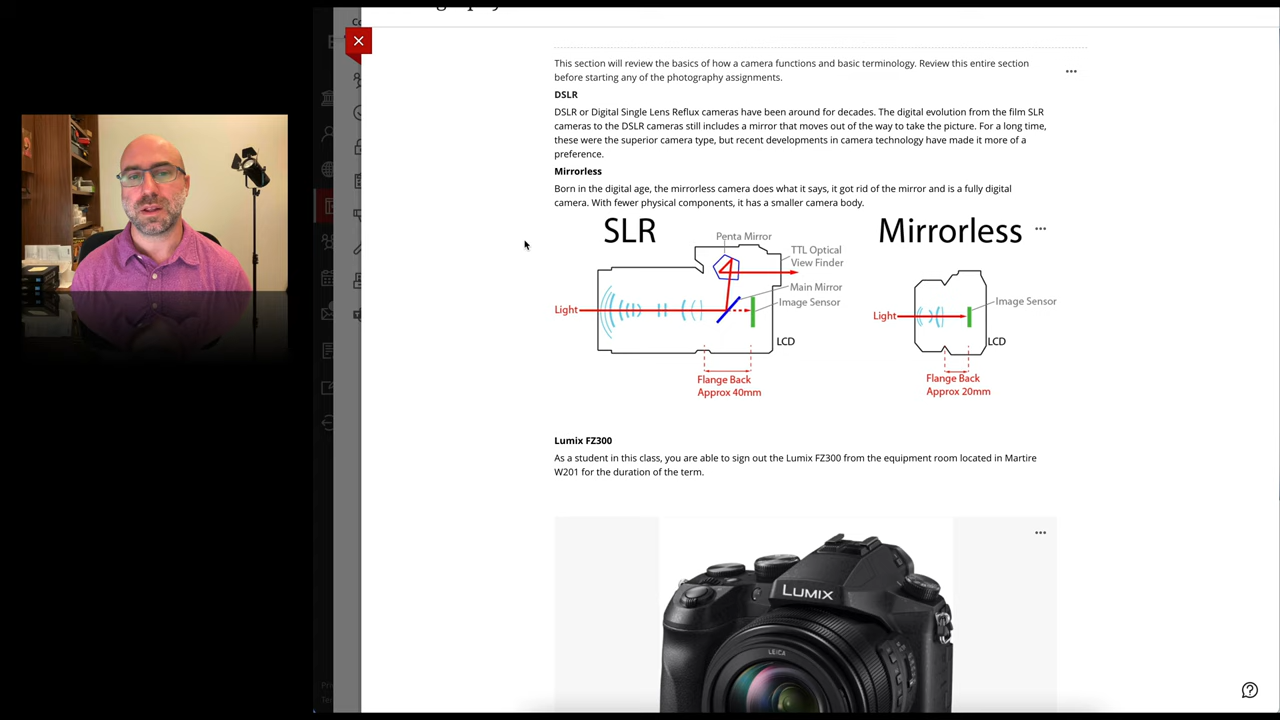 This section will review the basics of how a camera functions and basic terminology. Review this entire section
before starting any of the photography assignments.
DSLR
DSLR or Digital Single Lens Reflux cameras have been around for decades. The digital evolution from the film SLR
cameras to the DSLR cameras still includes a mirror that moves out of the way to take the picture. For a long time,
these were the superior camera type, but recent developments in camera technology have made it more of a
preference.
Mirrorless
Born in the digital age, the mirrorless camera does what it says, it got rid of the mirror and is a fully digital
camera. With fewer physical components, it has a smaller camera body.
SLR
Penta Mirror
TTL Optical
View Finder
Main Mirror
Image Sensor
Light
LCD
Flange Back
Approx 40mm
Mirrorless
Image Sensor
Light
LCD
Flange Back
Approx 20mm
Lumix FZ300
As a student in this class, you are able to sign out the Lumix FZ300 from the equipment room located in Martire
W201 for the duration of the term.
LUMIX
LEICA